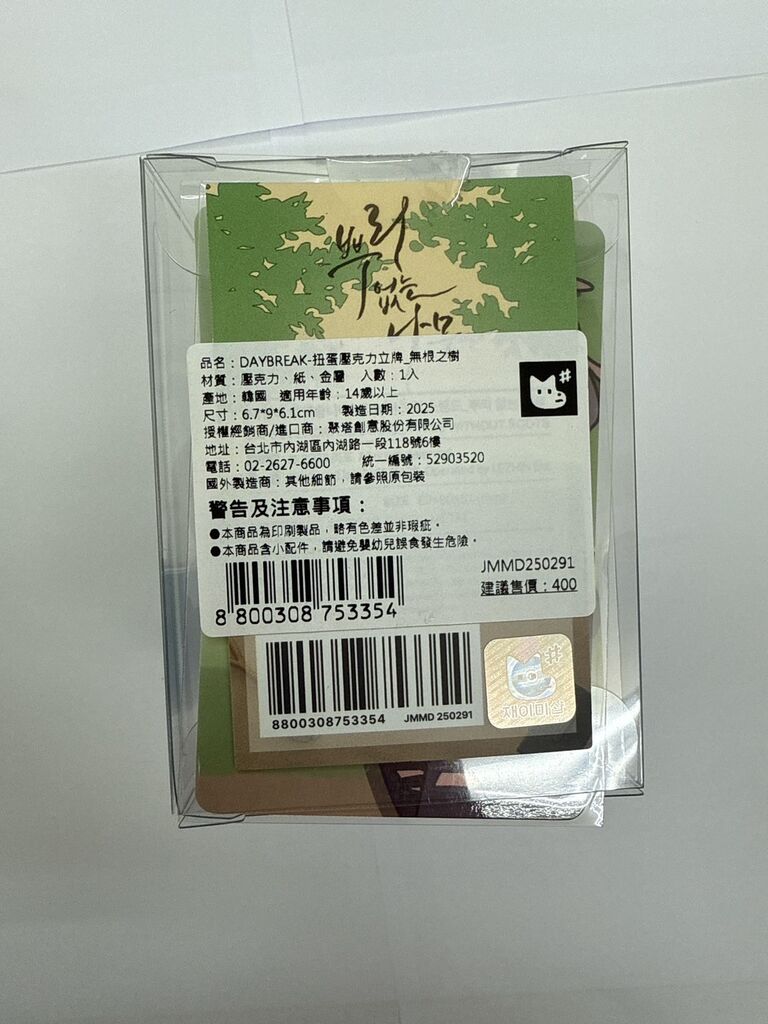 뿌리
없는
나무
品名：DAYBREAK-扭蛋壓克力立牌_無根之樹
材質：壓克力、紙、金屬　入數：1入
產地：韓國　適用年齡：14歲以上
尺寸：6.7*9*6.1cm　製造日期：2025
授權經銷商/進口商：聚塔創意股份有限公司
地址：台北市內湖區內湖路一段118號6樓
電話：02-2627-6600　統一編號：52903520
國外製造商：其他細節，請參照原包裝
警告及注意事項：
●本商品為印刷製品，略有色差並非瑕疵。
●本商品含小配件，請避免嬰幼兒誤食發生危險。
JMMD250291
建議售價：400
8 800308 753354
8800308753354 JMMD 250291
재이미상